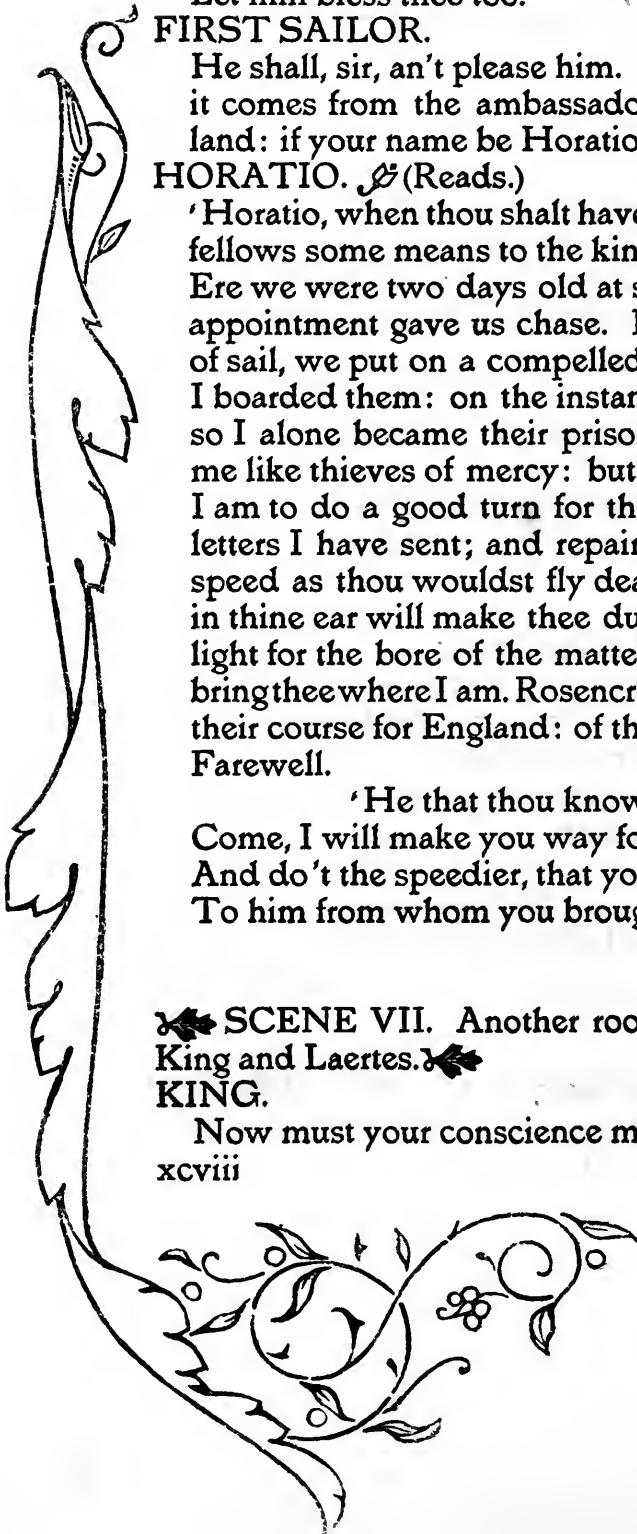 Let him bless thee too.
FIRST SAILOR.
He shall, sir, an't please him.
it comes from the ambassado
land: if your name be Horatio
HORATIO. (Reads.)
'Horatio, when thou shalt have
fellows some means to the kin
Ere we were two days old at s
appointment gave us chase.
of sail, we put on a compelled
I boarded them: on the instan
so I alone became their priso
me like thieves of mercy: but
I am to do a good turn for th
letters I have sent; and repair
speed as thou wouldst fly dea
in thine ear will make thee du
light for the bore of the matte
bring thee where I am. Rosencr
their course for England: of th
Farewell.
'He that thou know
Come, I will make you way fo
And do't the speedier, that yo
To him from whom you broug
SCENE VII. Another roo
King and Laertes.
KING.
Now must your conscience m
xcviii